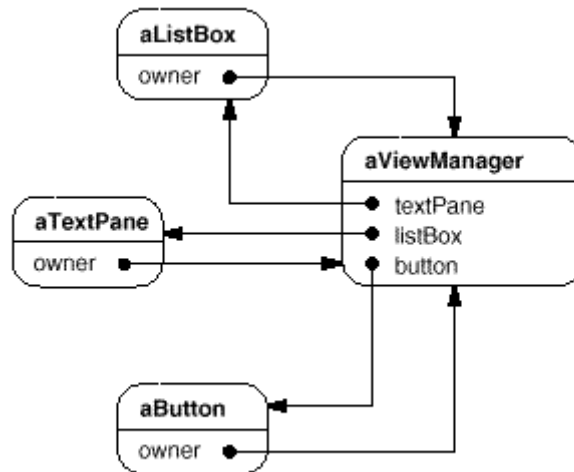 aListBox
owner
aViewManager
textPane
listBox
button
aTextPane
owner
aButton
owner